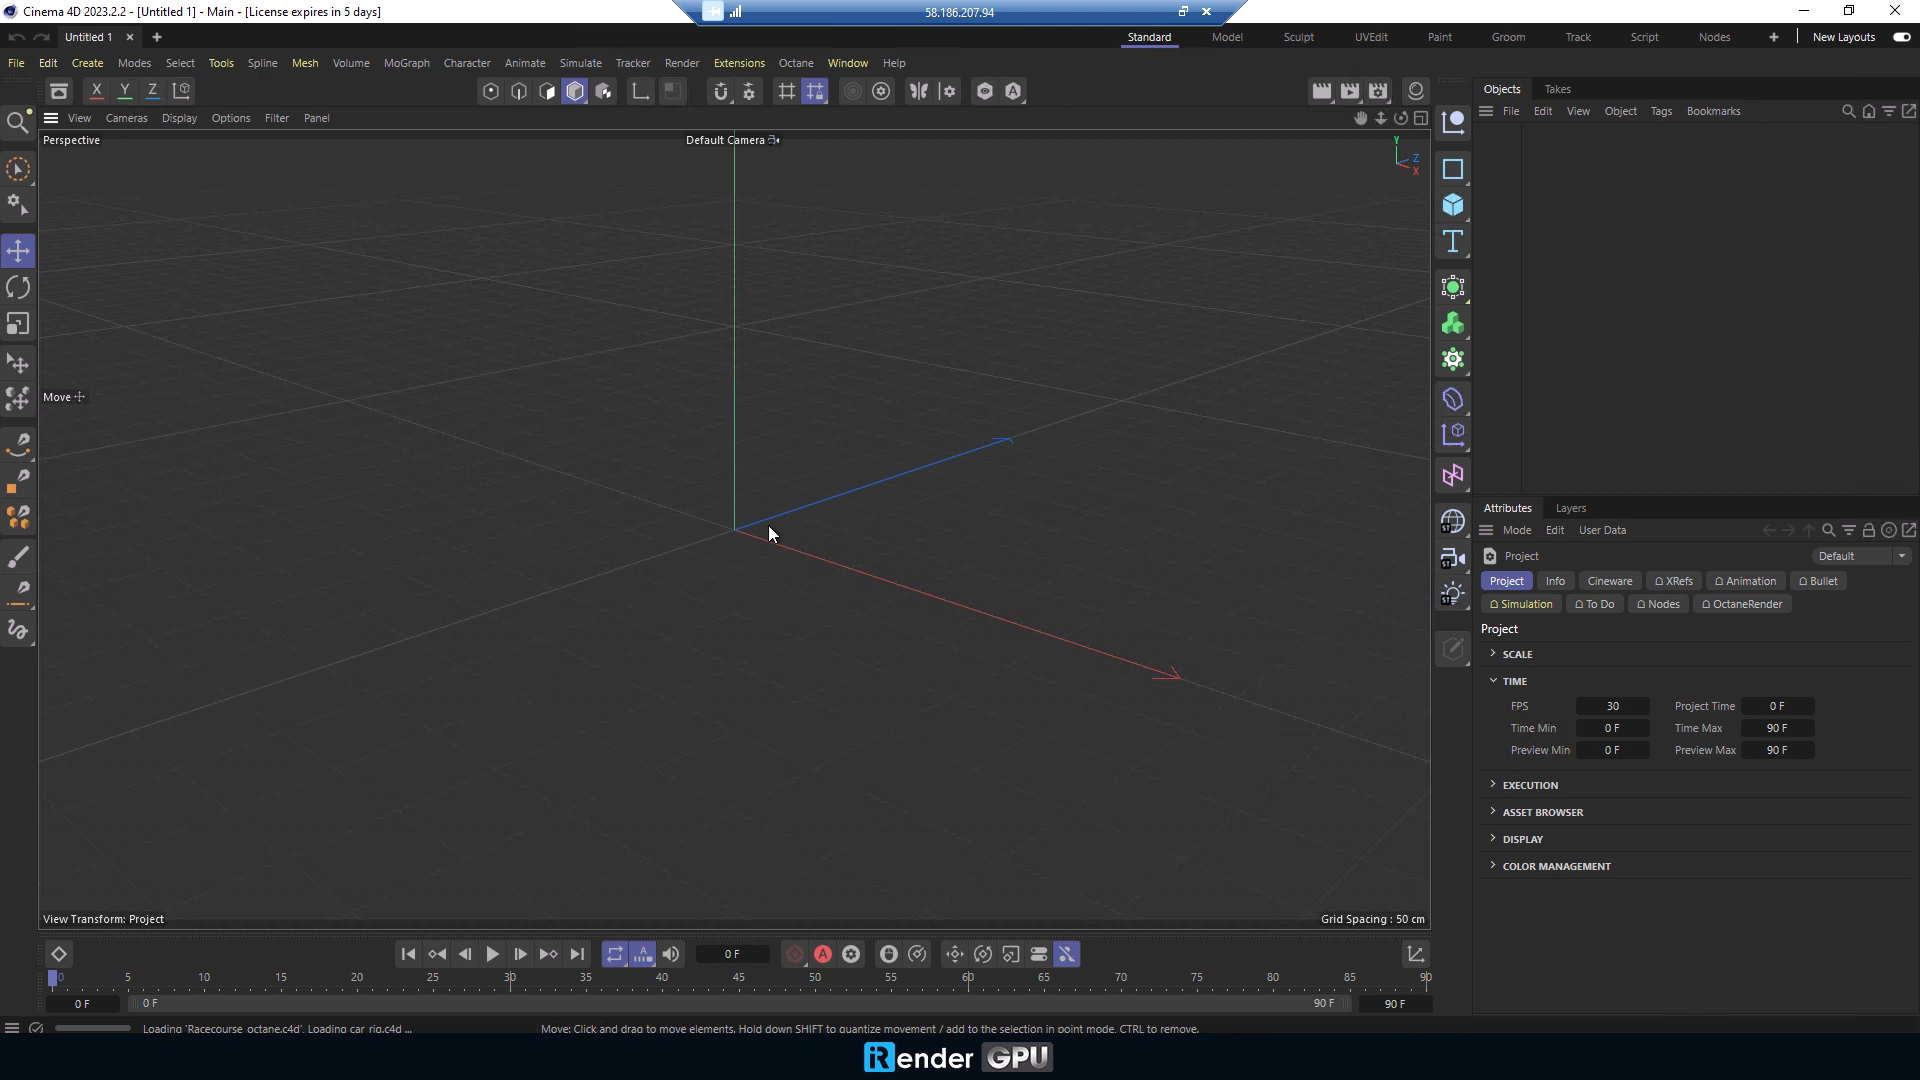 Cinema 4D 2023.2.2 - [Untitled 1] - Main - [License expires in 5 days]
58.186.207.94
Untitled 1
Standard Model Sculpt UVEdit Paint Groom Track Script Nodes New Layouts
File Edit Create Modes Select Tools Spline Mesh Volume MoGraph Character Animate Simulate Tracker Render Extensions Octane Window Help
X Y Z
Objects Takes
File Edit View Object Tags Bookmarks
View Cameras Display Options Filter Panel
Perspective
Default Camera
Y
Z
X
Move
Attributes Layers
Mode Edit User Data
Project
Default
Project Info Cineware XRefs Animation Bullet
Simulation To Do Nodes OctaneRender
Project
SCALE
TIME
FPS 30 Project Time 0 F
Time Min 0 F Time Max 90 F
Preview Min 0 F Preview Max 90 F
EXECUTION
ASSET BROWSER
DISPLAY
COLOR MANAGEMENT
View Transform: Project
Grid Spacing : 50 cm
0 F
0 5 10 15 20 25 30 35 40 45 50 55 60 65 70 75 80 85 90
0 F 0 F 90 F 90 F
Loading 'Racecourse_octane.c4d'. Loading car_rig.c4d ...
Move: Click and drag to move elements. Hold down SHIFT to quantize movement / add to the selection in point mode, CTRL to remove.
iRender GPU